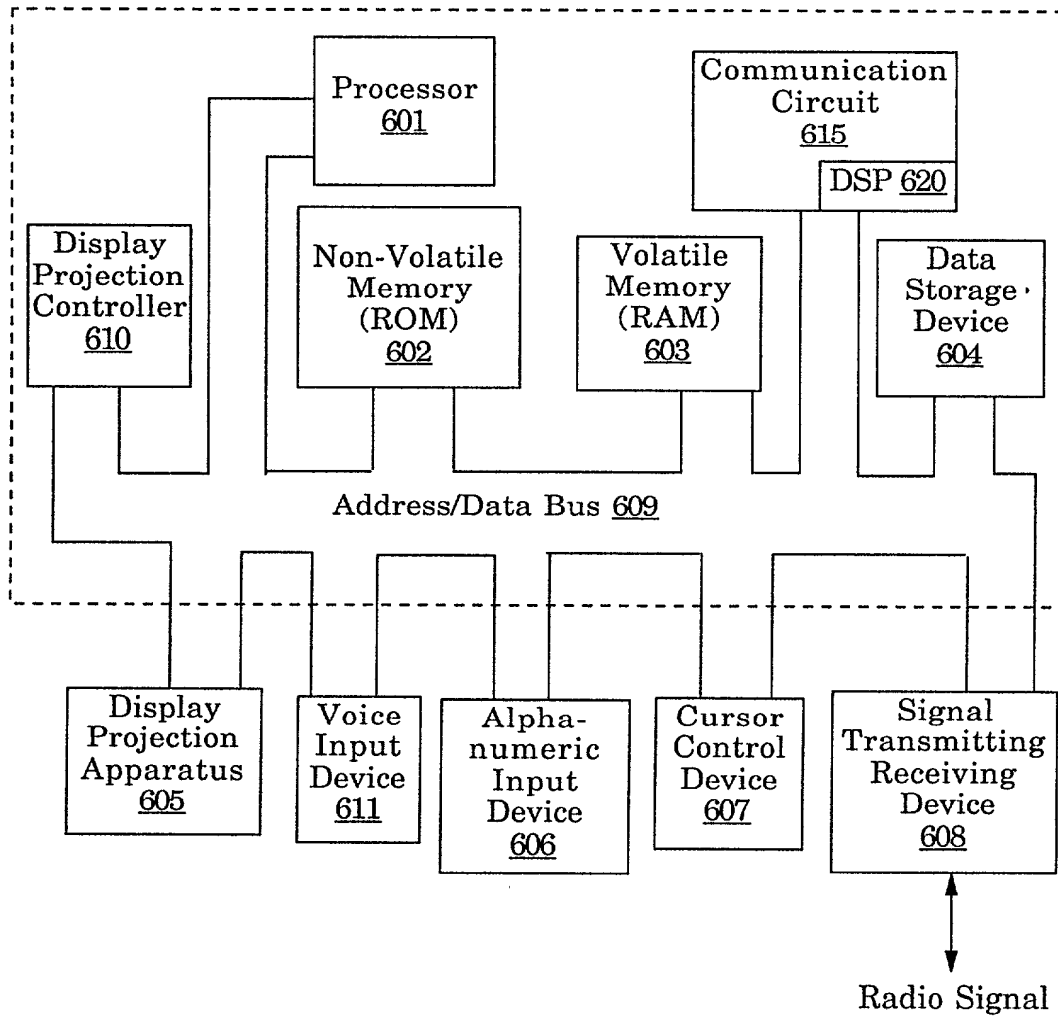 Processor
601
Communication
Circuit
615
DSP 620
Display
Projection
Controller
610
Non-Volatile
Memory
(ROM)
602
Volatile
Memory
(RAM)
603
Data
Storage
Device
604
Address/Data Bus 609
Display
Projection
Apparatus
605
Voice
Input
Device
611
Alpha-
numeric
Input
Device
606
Cursor
Control
Device
607
Signal
Transmitting
Receiving
Device
608
Radio Signal